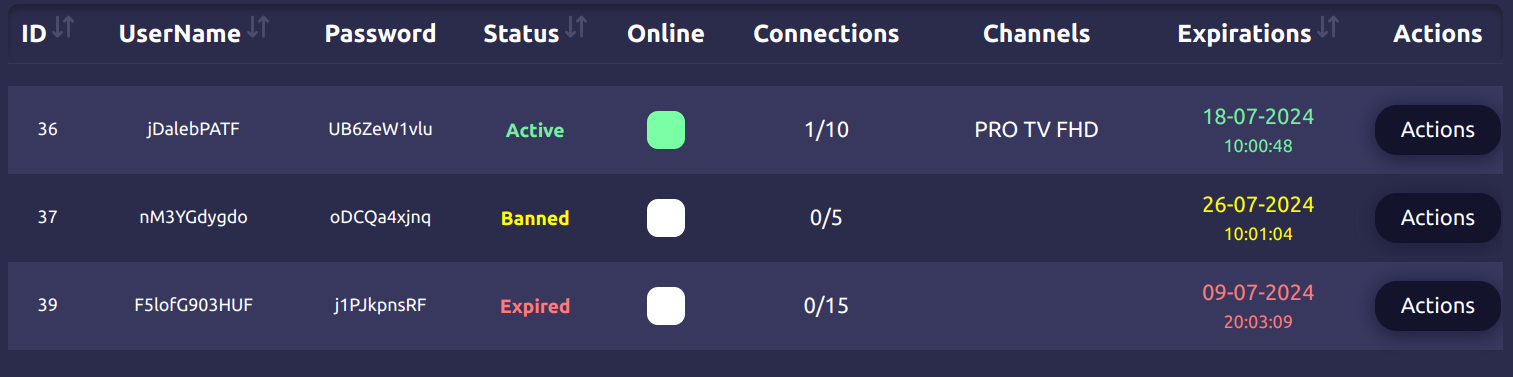 ID UserName Password Status Online Connections Channels Expirations Actions
36 jDalebPATF UB6ZeW1vlu Active 1/10 PRO TV FHD 18-07-2024 Actions
10:00:48
37 nM3YGdygdo oDCQa4xjnq Banned 0/5 26-07-2024 Actions
10:01:04
39 F5lofG903HUF j1PJkpnsRF Expired 0/15 09-07-2024 Actions
20:03:09